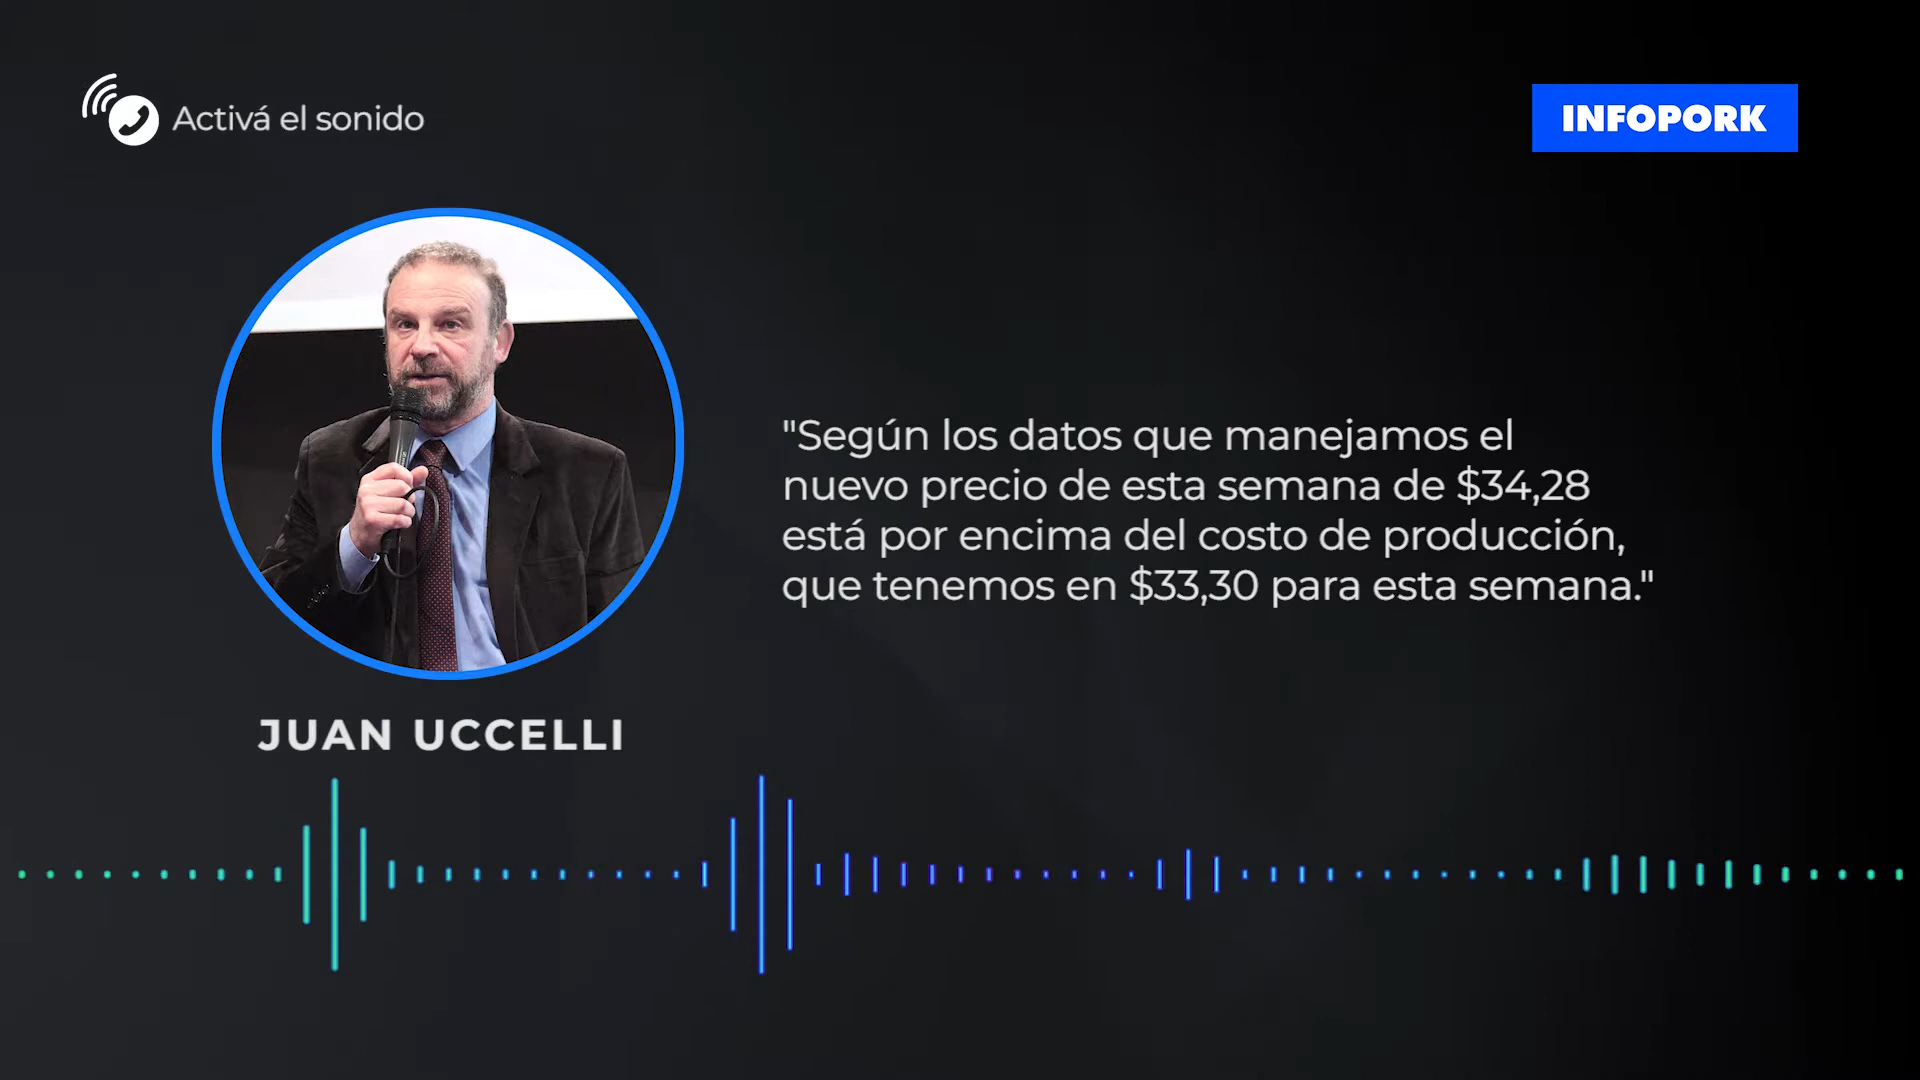 Activá el sonido
INFOPORK
"Según los datos que manejamos el
nuevo precio de esta semana de $34,28
está por encima del costo de producción,
que tenemos en $33,30 para esta semana."
JUAN UCCELLI